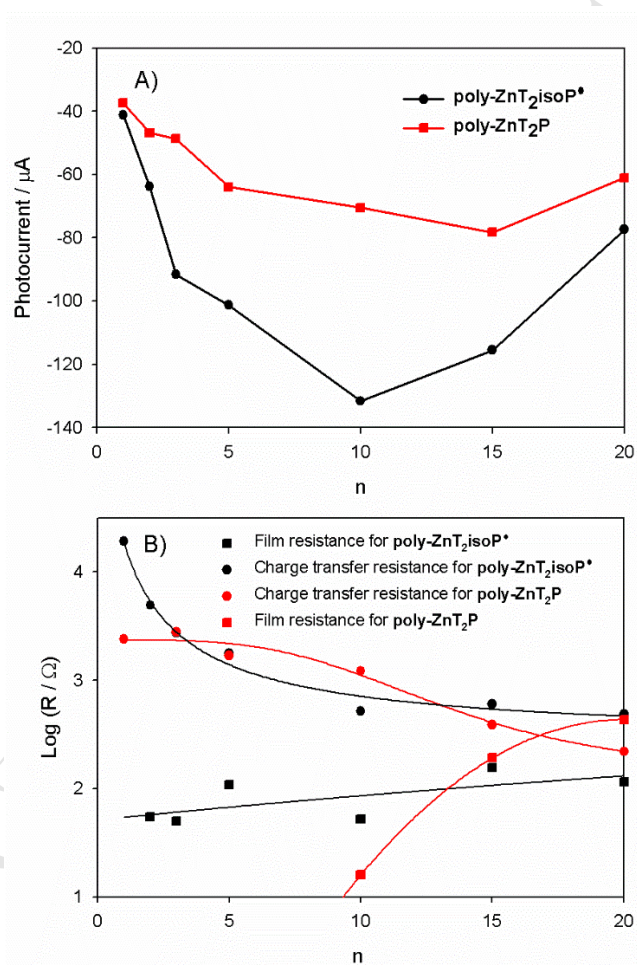 -20
A)
poly-ZnT₂isoP•
-40
poly-ZnT₂P
-60
-80
-100
-120
-140
Photocurrent / µA
0 5 10 15 20
n
B)
Film resistance for poly-ZnT₂isoP•
4
Charge transfer resistance for poly-ZnT₂isoP•
Charge transfer resistance for poly-ZnT₂P
Film resistance for poly-ZnT₂P
3
2
1
Log (R / Ω)
0 5 10 15 20
n